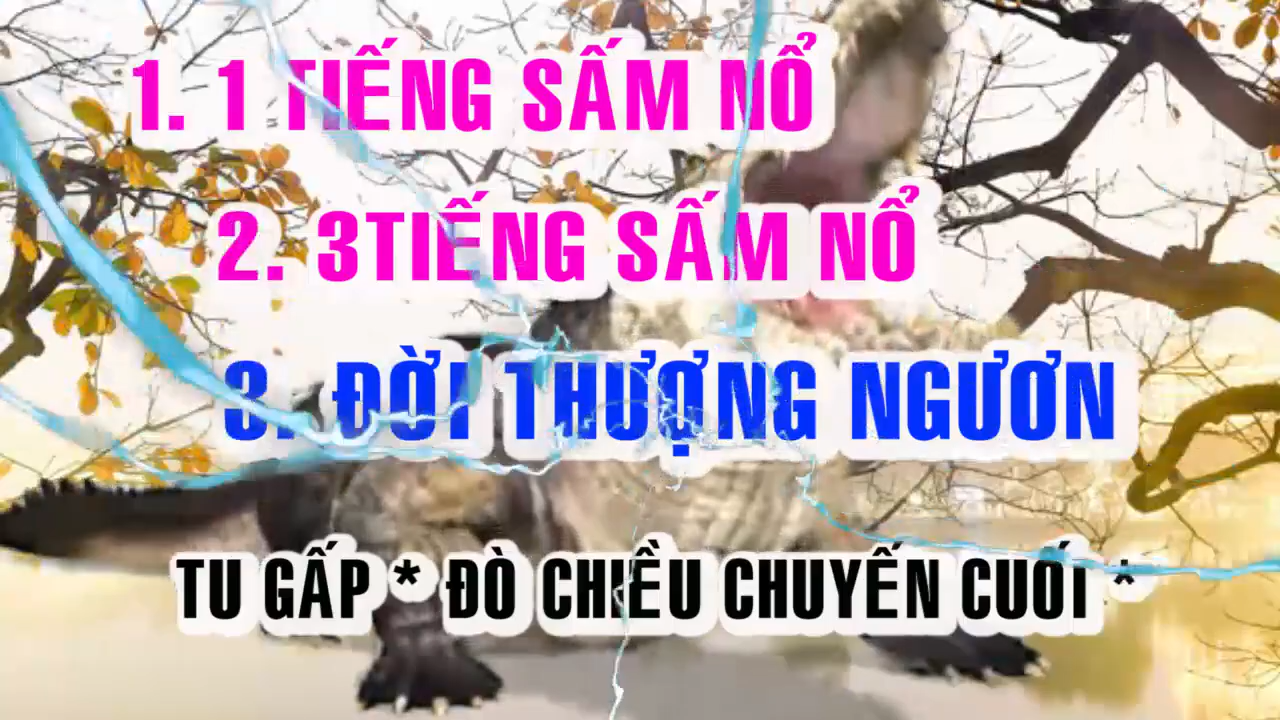 1. 1 TIẾNG SẤM NỔ
2. 3TIẾNG SẤM NỔ
3. ĐỜI THƯỢNG NGƯƠN
TU GẤP * ĐÒ CHIỀU CHUYẾN CUỐI *